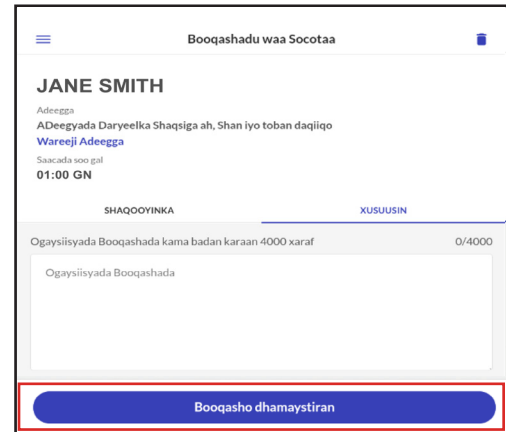 Booqashadu waa Socotaa
JANE SMITH
Adeegga
ADeegyada Daryeelka Shaqsiga ah, Shan iyo toban daqiiqo
Wareeji Adeegga
Saacada soo gal
01:00 GN
SHAQOOYINKA XUSUUSIN
Ogaysiisyada Booqashada kama badan karaan 4000 xaraf 0/4000
Ogaysiisyada Booqashada
Booqasho dhamaystiran